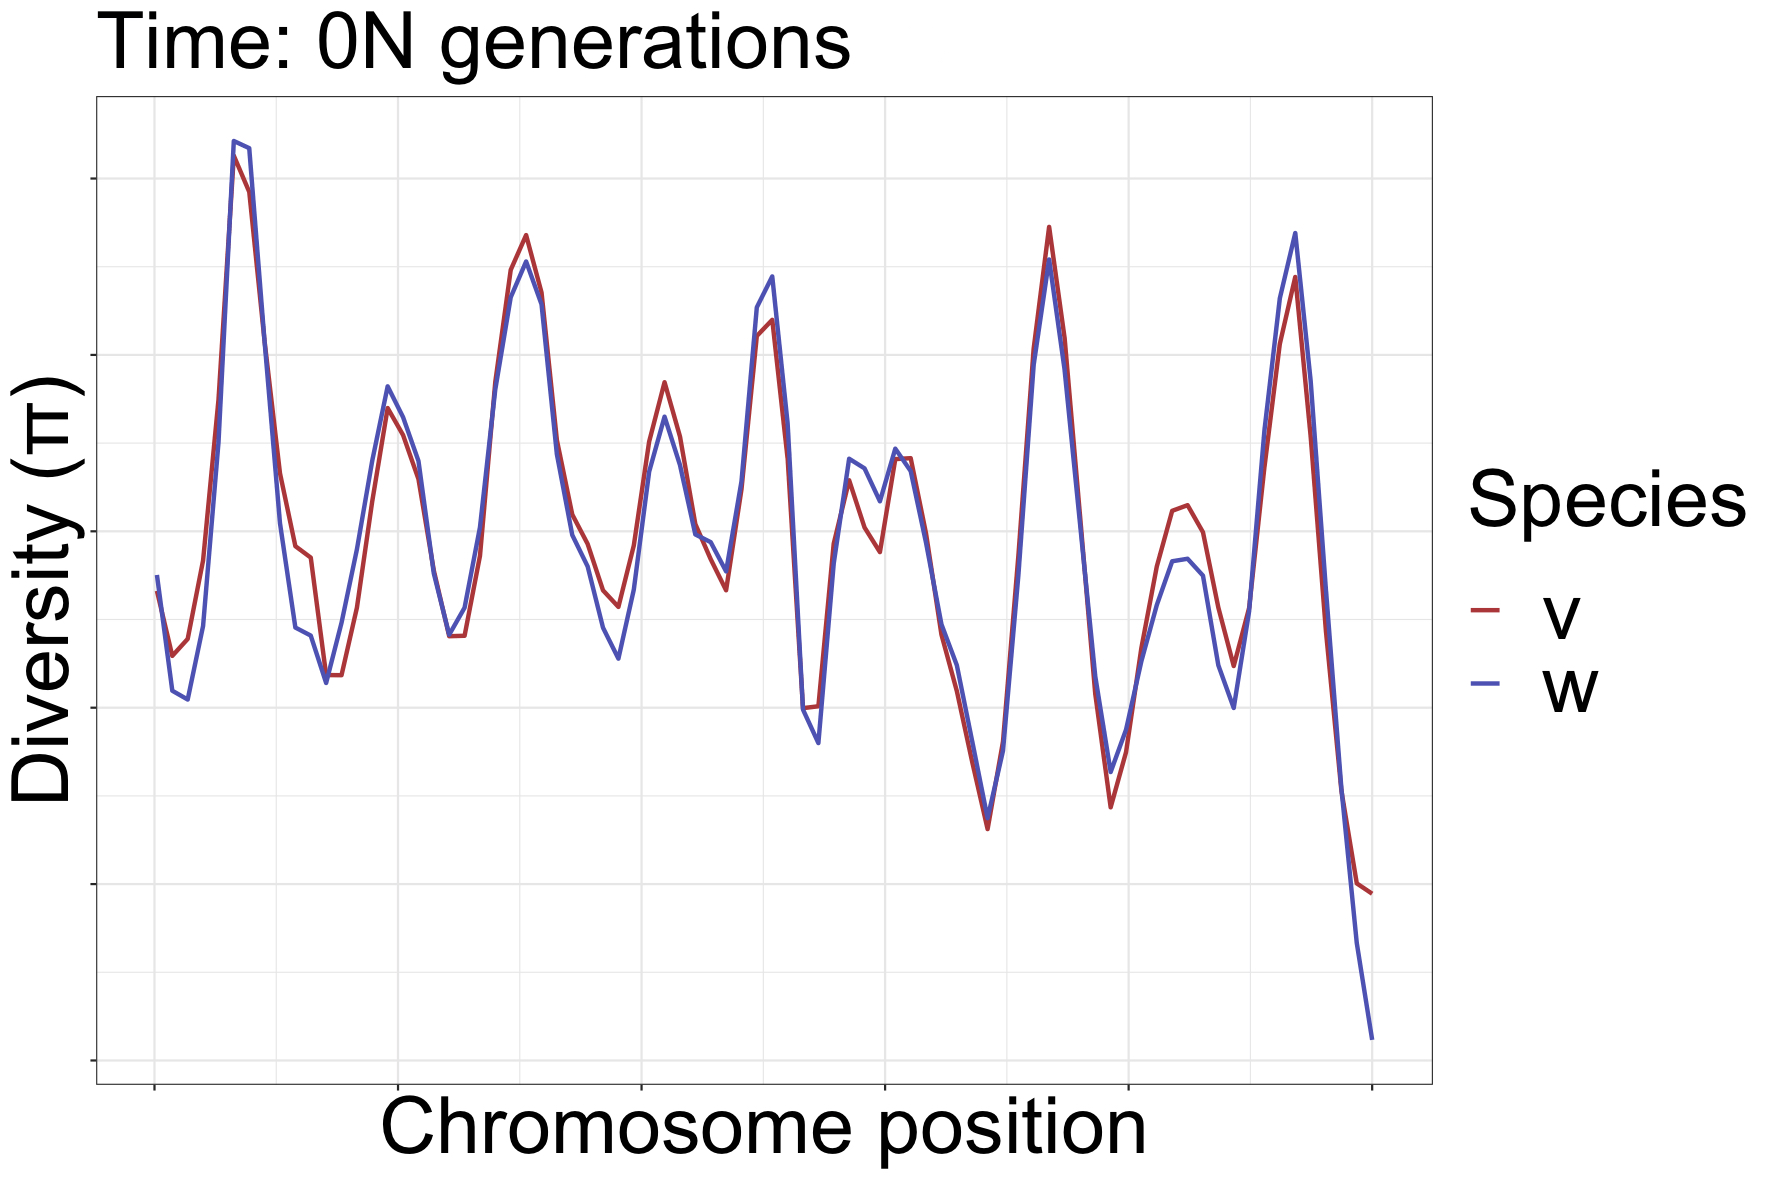 Time: 0N generations
Diversity (π)
Chromosome position
Species
v
w